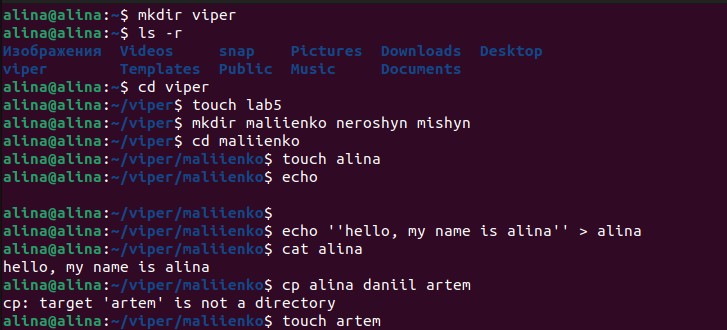 alina@alina:~$ mkdir viper
alina@alina:~$ ls -r
Изображения  Videos     snap    Pictures  Downloads  Desktop
viper        Templates  Public  Music     Documents
alina@alina:~$ cd viper
alina@alina:~/viper$ touch lab5
alina@alina:~/viper$ mkdir maliienko neroshyn mishyn
alina@alina:~/viper$ cd maliienko
alina@alina:~/viper/maliienko$ touch alina
alina@alina:~/viper/maliienko$ echo

alina@alina:~/viper/maliienko$
alina@alina:~/viper/maliienko$ echo ''hello, my name is alina'' > alina
alina@alina:~/viper/maliienko$ cat alina
hello, my name is alina
alina@alina:~/viper/maliienko$ cp alina daniil artem
cp: target 'artem' is not a directory
alina@alina:~/viper/maliienko$ touch artem